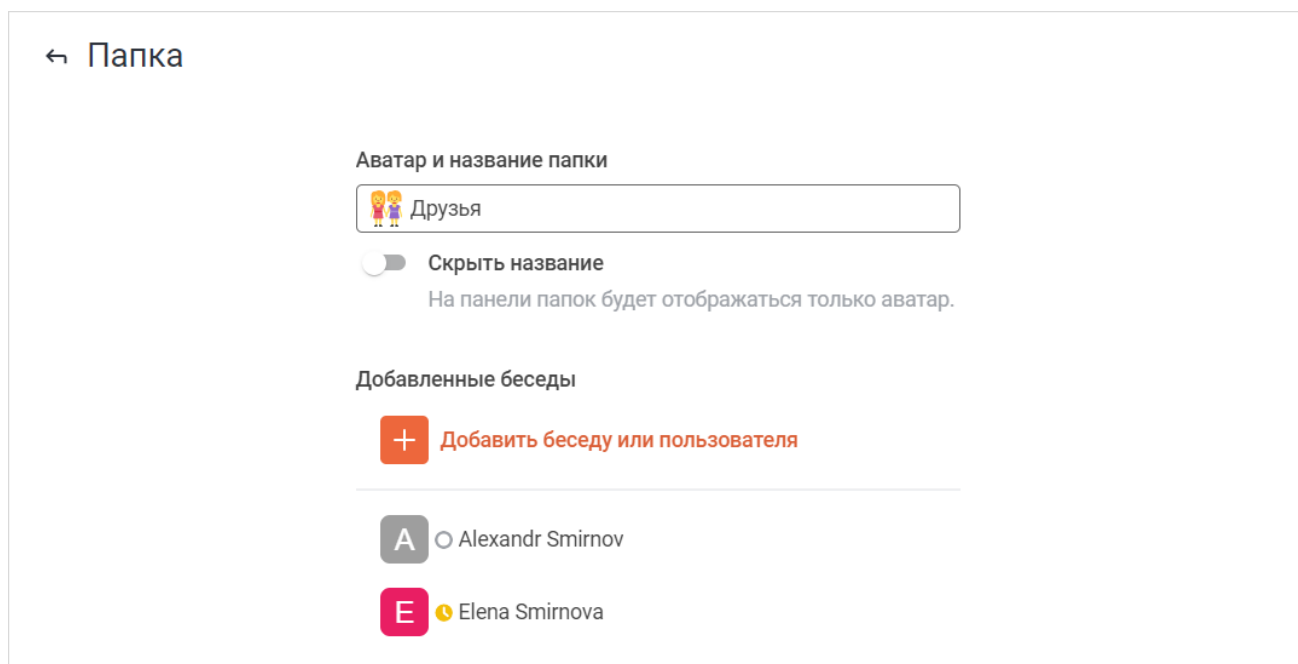 Папка
Аватар и название папки
Друзья
Скрыть название
На панели папок будет отображаться только аватар.
Добавленные беседы
Добавить беседу или пользователя
A Alexandr Smirnov
E Elena Smirnova